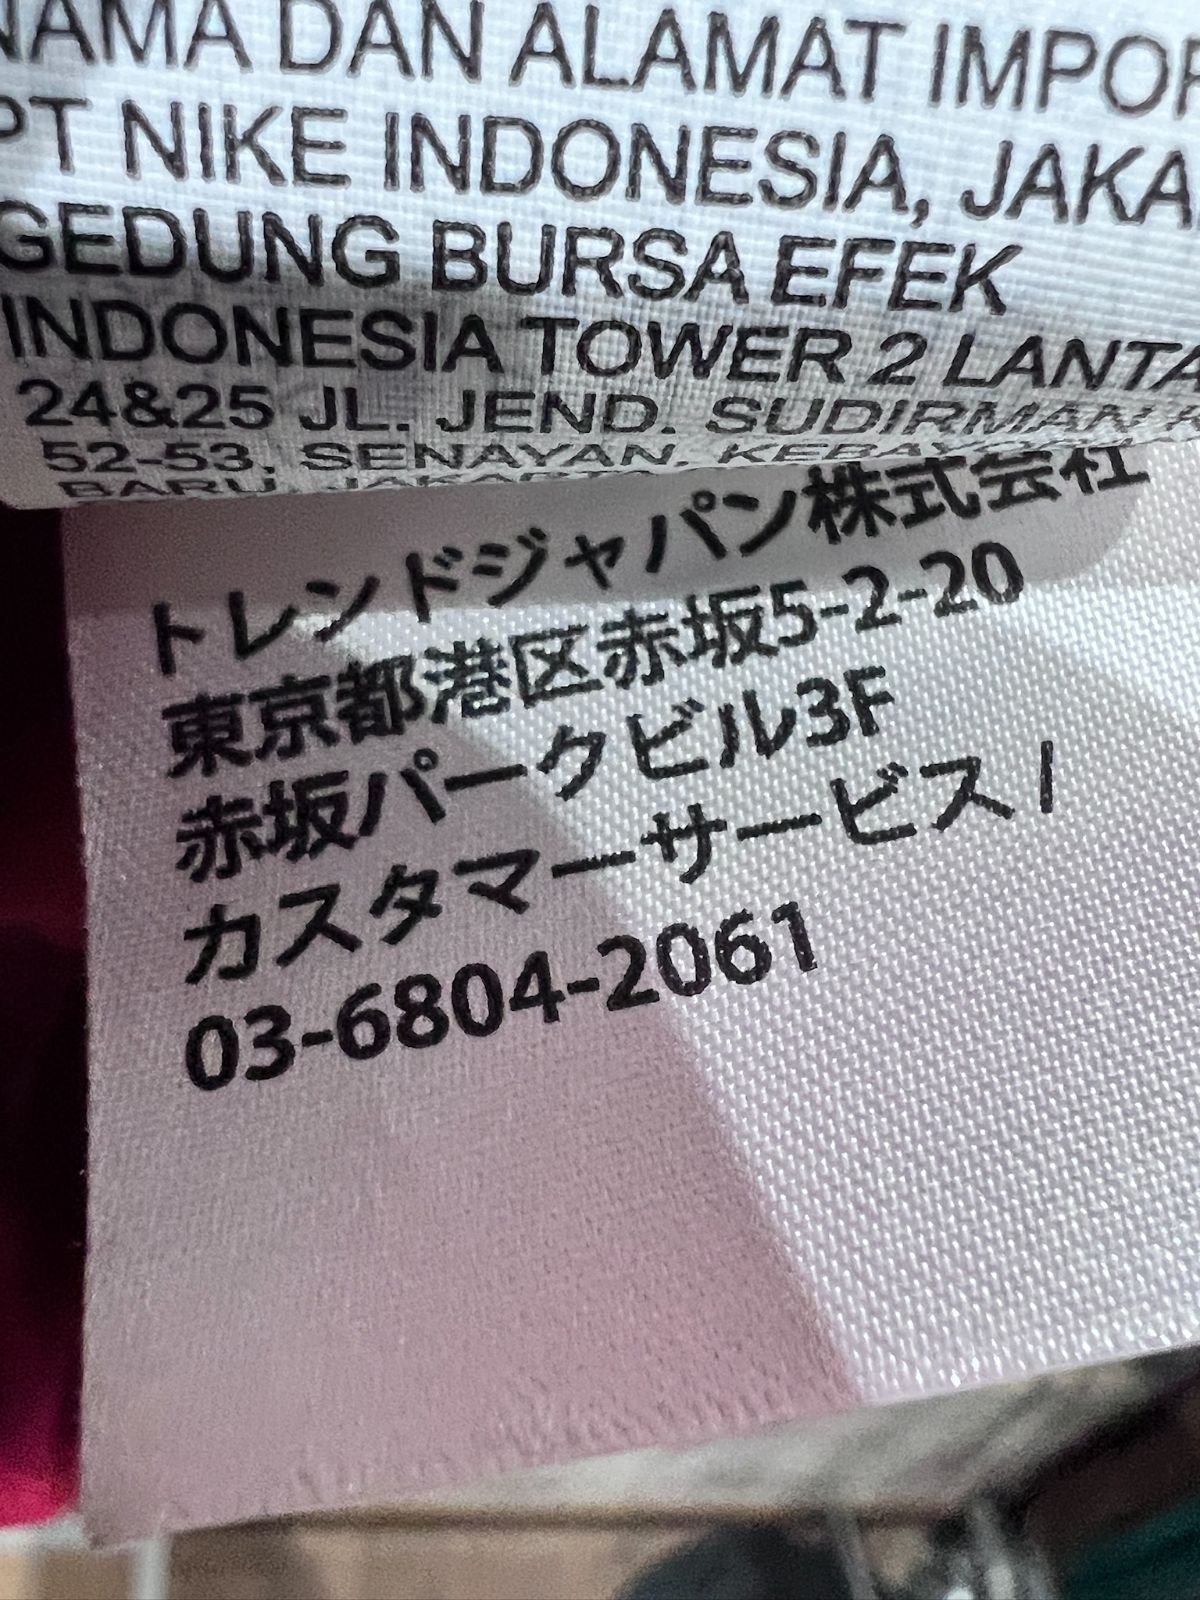 NAMA DAN ALAMAT
PT NIKE INDONESIA,
GEDUNG BURSA EFEK
INDONESIA TOWER 2
24&25 JL. JEND. SUDIRMAN
52-53, SENAYAN,
BARU,
トレンドジャパン株式会社
東京都港区赤坂5-2-20
赤坂パークビル3F
カスタマーサービス /
03-6804-2061